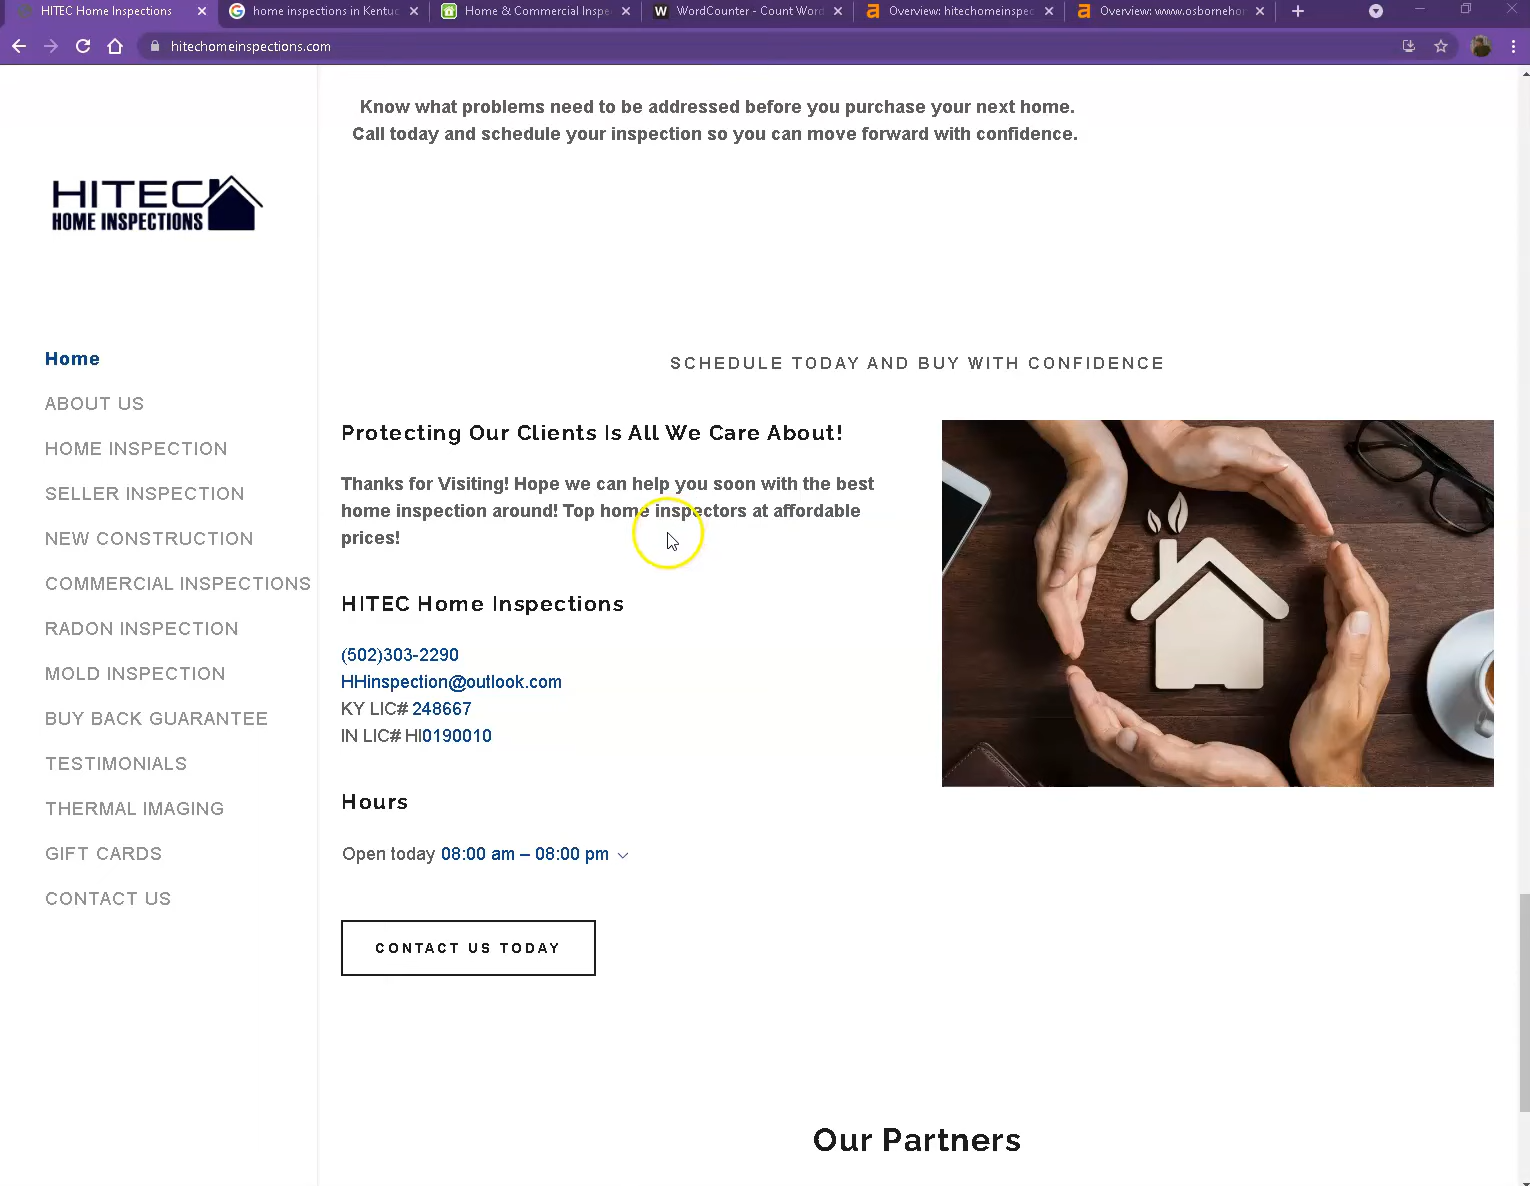 HITEC Home Inspections
home inspections in Kentuc
Home & Commercial Inspe
WordCounter - Count Word
Overview: hitechomeinspec
Overview: www.osborneho
hitechomeinspections.com
Know what problems need to be addressed before you purchase your next home.
Call today and schedule your inspection so you can move forward with confidence.
HITEC
HOME INSPECTIONS
Home
ABOUT US
HOME INSPECTION
SELLER INSPECTION
NEW CONSTRUCTION
COMMERCIAL INSPECTIONS
RADON INSPECTION
MOLD INSPECTION
BUY BACK GUARANTEE
TESTIMONIALS
THERMAL IMAGING
GIFT CARDS
CONTACT US
SCHEDULE TODAY AND BUY WITH CONFIDENCE
Protecting Our Clients Is All We Care About!
Thanks for Visiting! Hope we can help you soon with the best
home inspection around! Top home inspectors at affordable
prices!
HITEC Home Inspections
(502)303-2290
HHinspection@outlook.com
KY LIC# 248667
IN LIC# HI0190010
Hours
Open today 08:00 am – 08:00 pm
CONTACT US TODAY
Our Partners